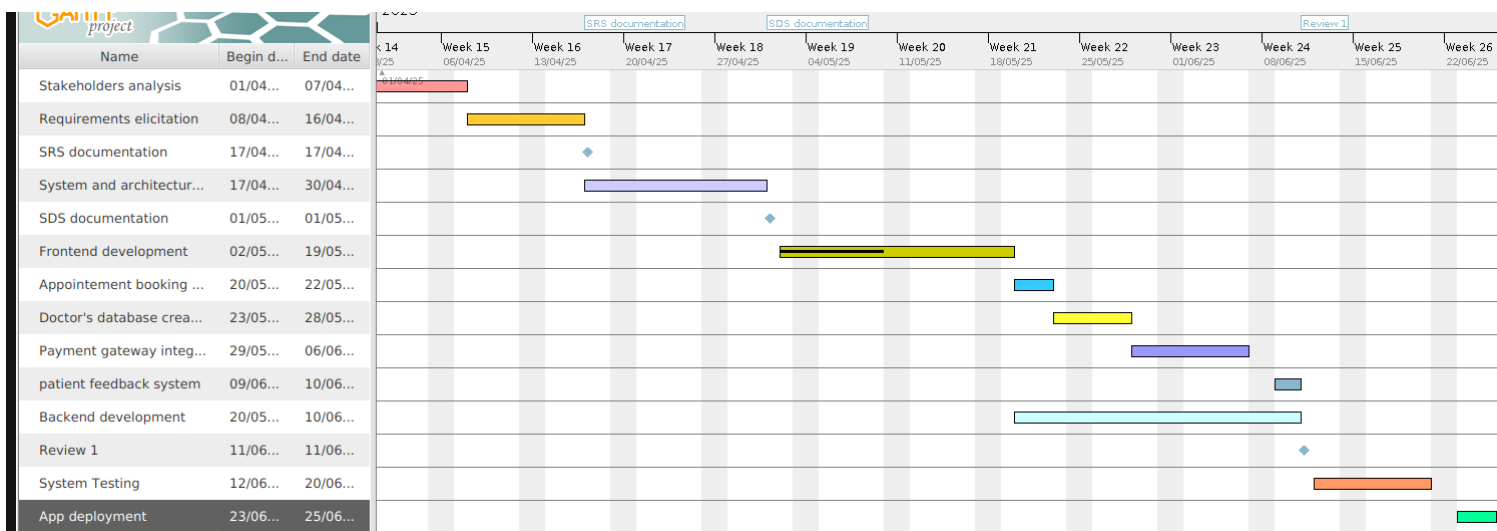 GANTT
project
2025
SRS documentation SDS documentation Review 1
Name Begin d... End date
k 14 Week 15 Week 16 Week 17 Week 18 Week 19 Week 20 Week 21 Week 22 Week 23 Week 24 Week 25 Week 26
3/25 06/04/25 13/04/25 20/04/25 27/04/25 04/05/25 11/05/25 18/05/25 25/05/25 01/06/25 08/06/25 15/06/25 22/06/25
01/04/25
Stakeholders analysis 01/04... 07/04...
Requirements elicitation 08/04... 16/04...
SRS documentation 17/04... 17/04...
System and architectur... 17/04... 30/04...
SDS documentation 01/05... 01/05...
Frontend development 02/05... 19/05...
Appointement booking ... 20/05... 22/05...
Doctor's database crea... 23/05... 28/05...
Payment gateway integ... 29/05... 06/06...
patient feedback system 09/06... 10/06...
Backend development 20/05... 10/06...
Review 1 11/06... 11/06...
System Testing 12/06... 20/06...
App deployment 23/06... 25/06...